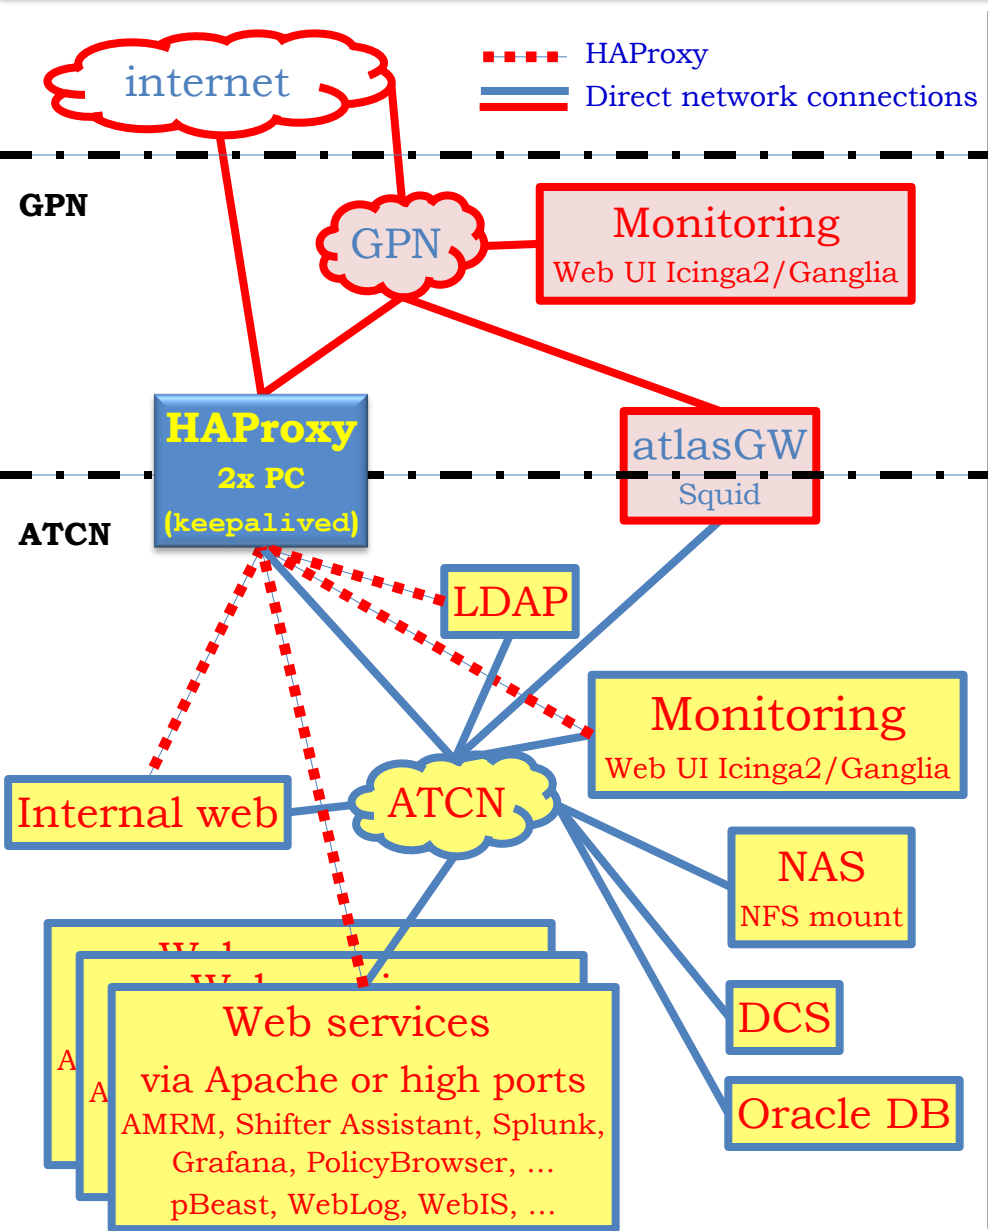 internet
HAProxy
Direct network connections
GPN
GPN
Monitoring
Web UI Icinga2/Ganglia
HAProxy
2x PC
(keepalived)
atlasGW
Squid
ATCN
LDAP
Monitoring
Web UI Icinga2/Ganglia
Internal web
ATCN
NAS
NFS mount
DCS
Oracle DB
A
A
Web services
via Apache or high ports
AMRM, Shifter Assistant, Splunk,
Grafana, PolicyBrowser, ...
pBeast, WebLog, WebIS, ...